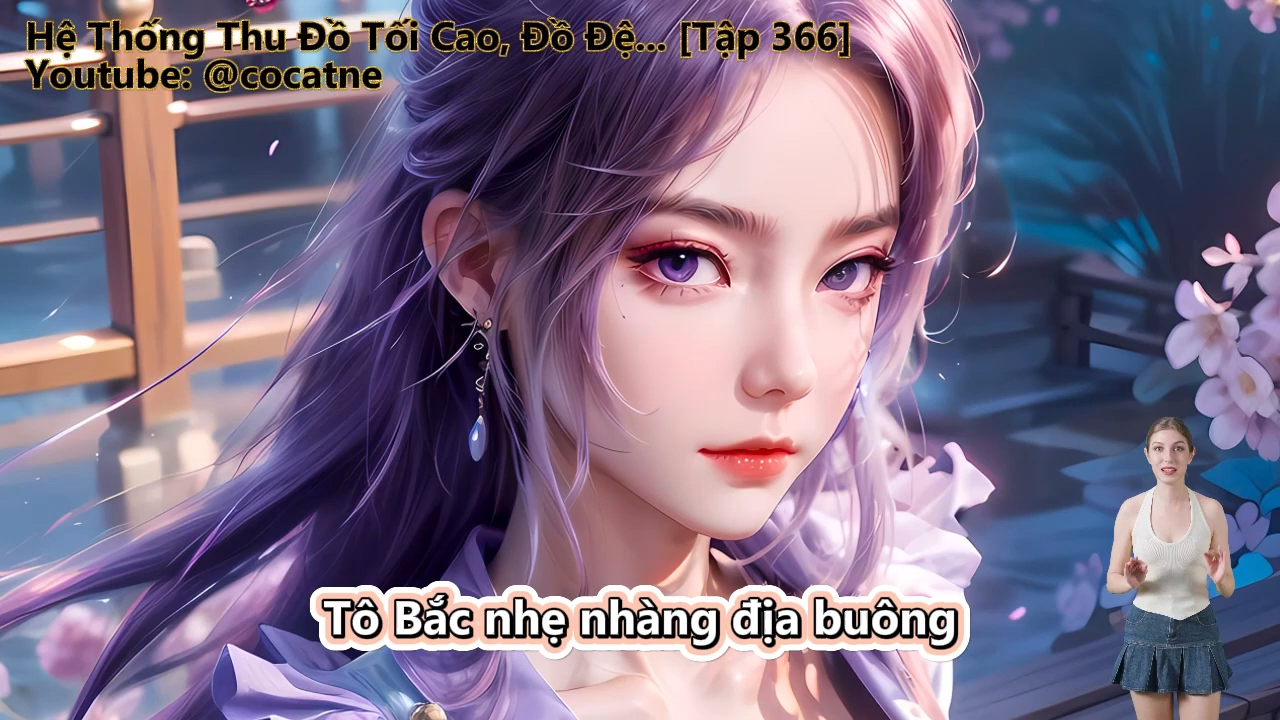 Hệ Thống Thu Đồ Tối Cao, Đồ Đệ... [Tập 366]
Youtube: @cocatne
Tô Bắc nhẹ nhàng địa buông